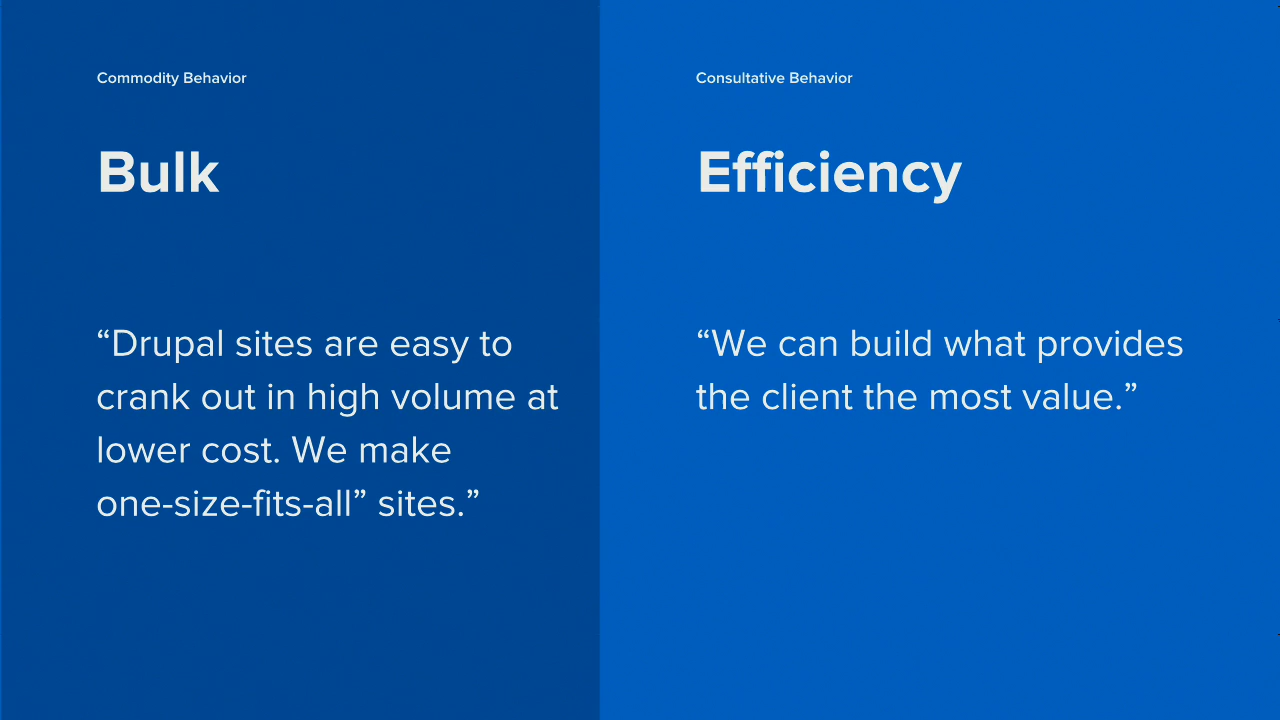 Commodity Behavior
Bulk
“Drupal sites are easy to
crank out in high volume at
lower cost. We make
one-size-fits-all” sites.”
Consultative Behavior
Efficiency
“We can build what provides
the client the most value.”